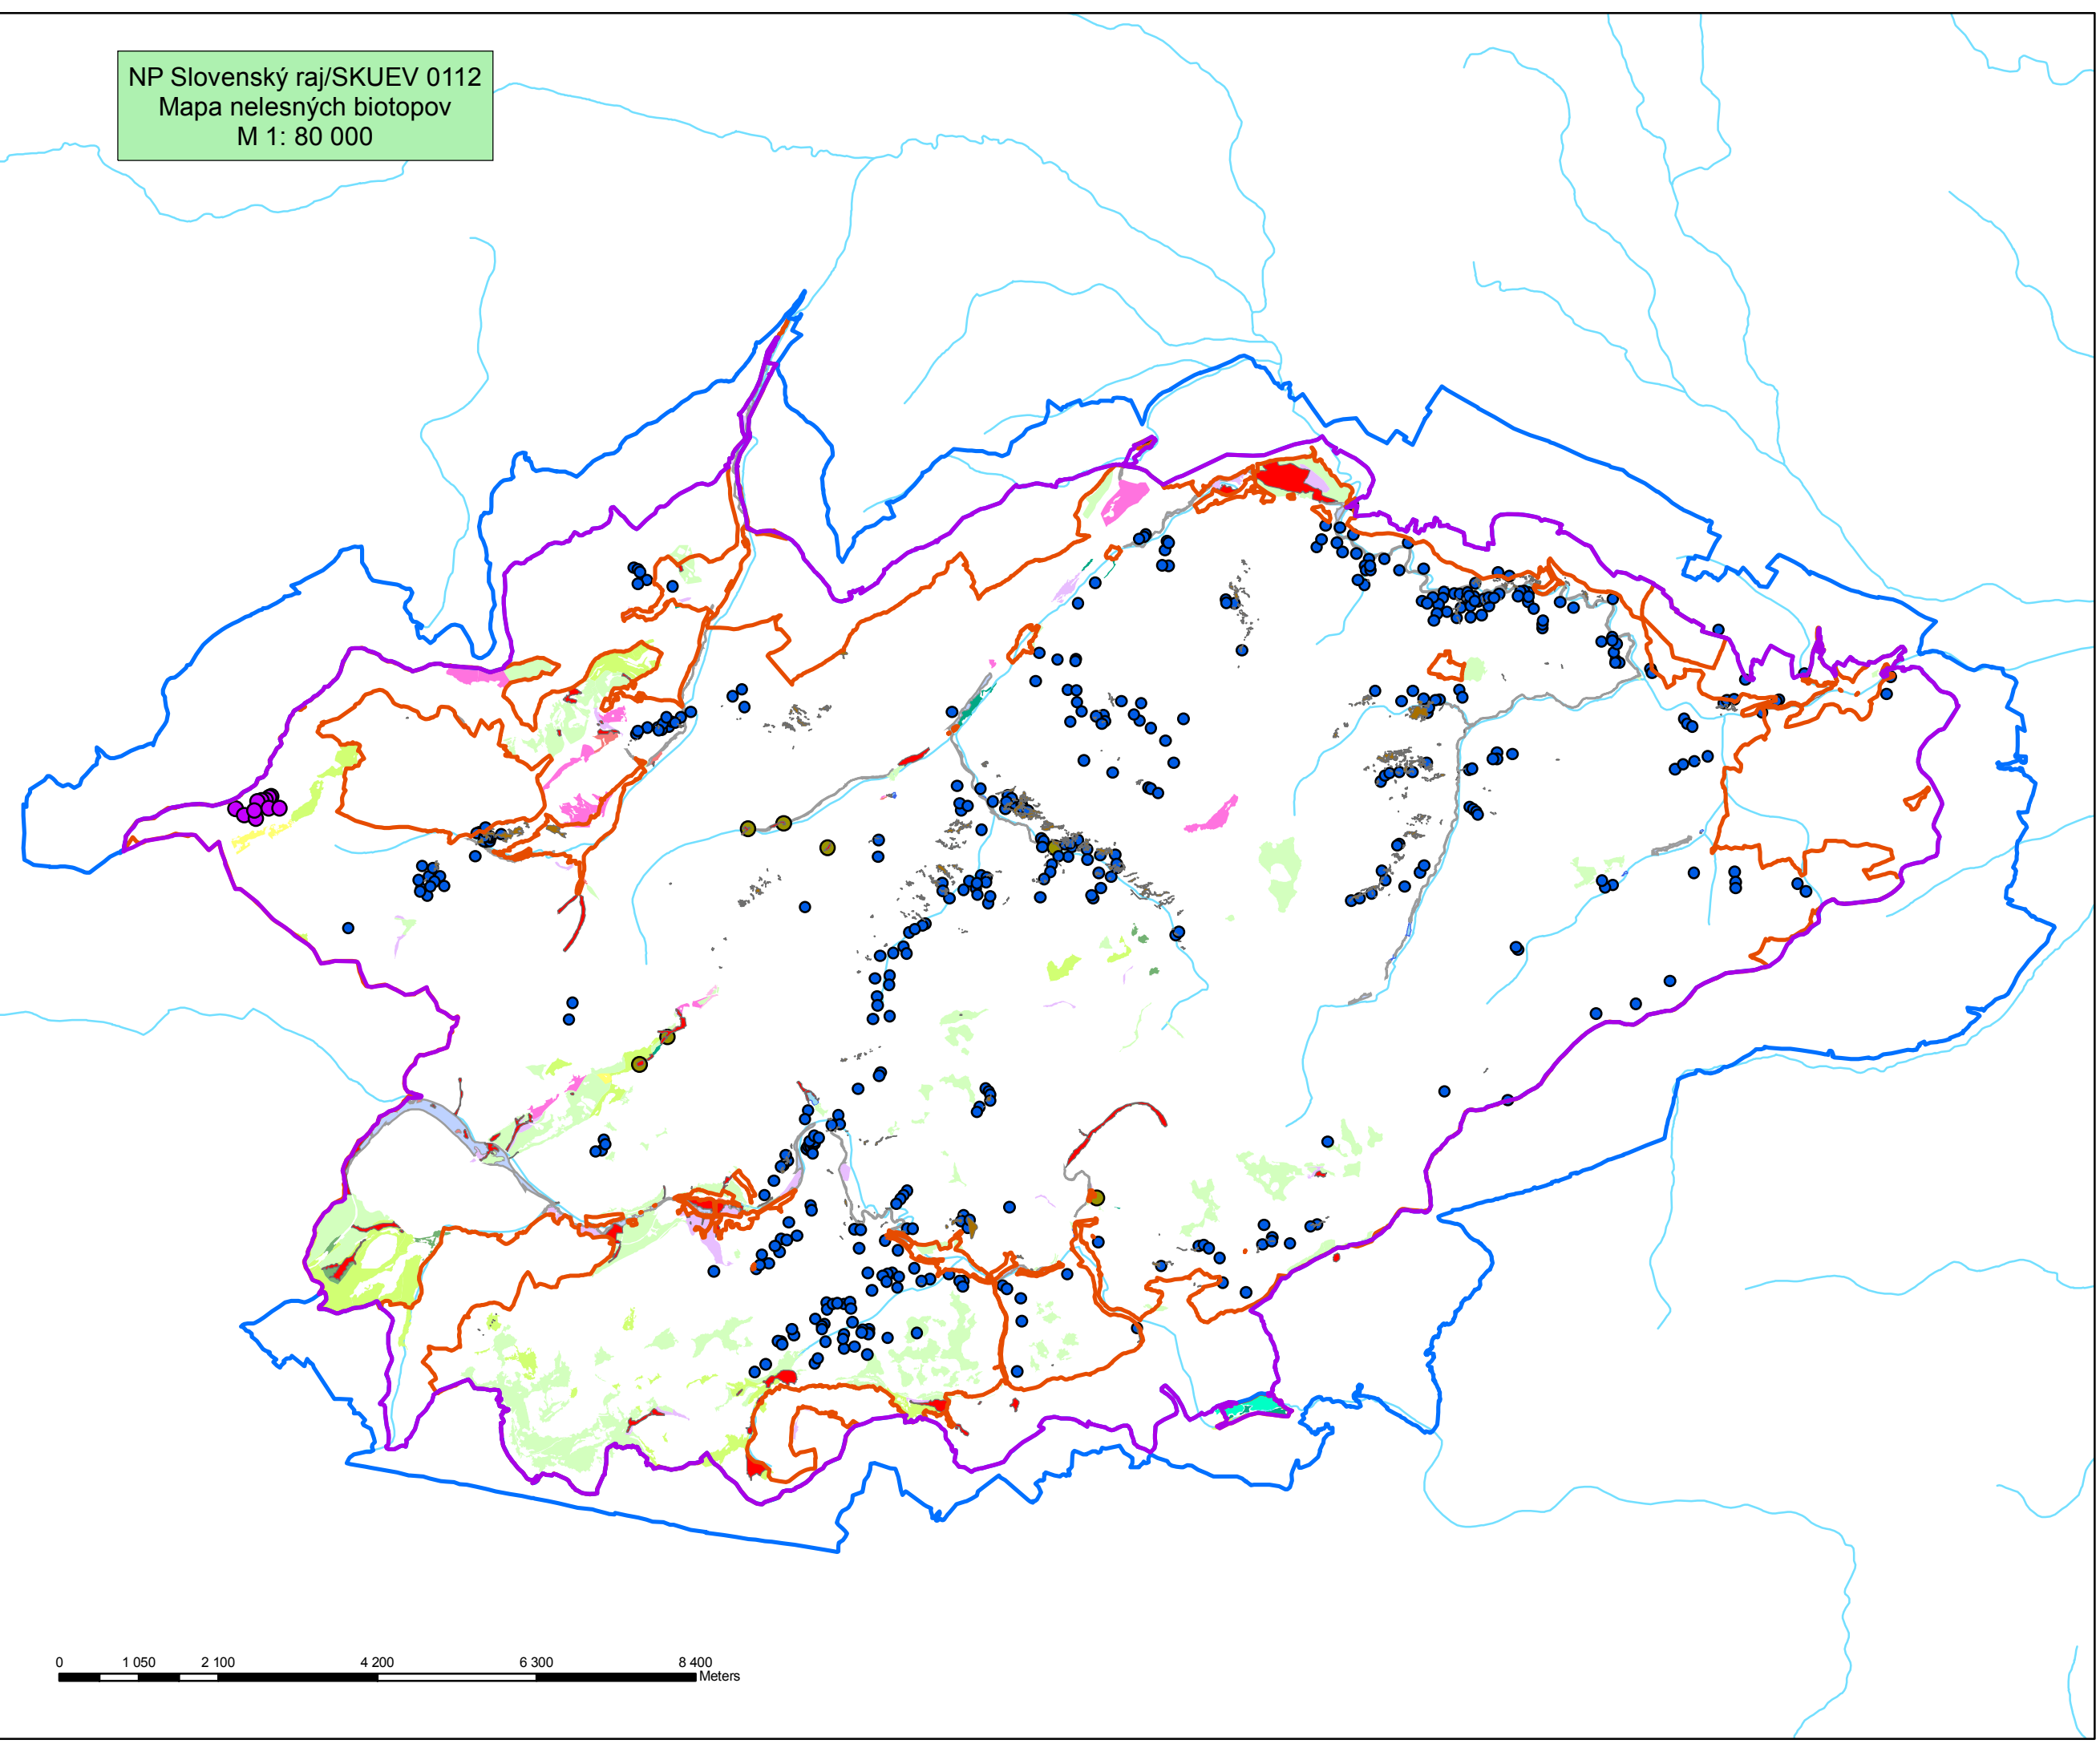 NP Slovenský raj/SKUEV 0112
Mapa nelesných biotopov
M 1: 80 000
0 1 050 2 100 4 200 6 300 8 400
Meters